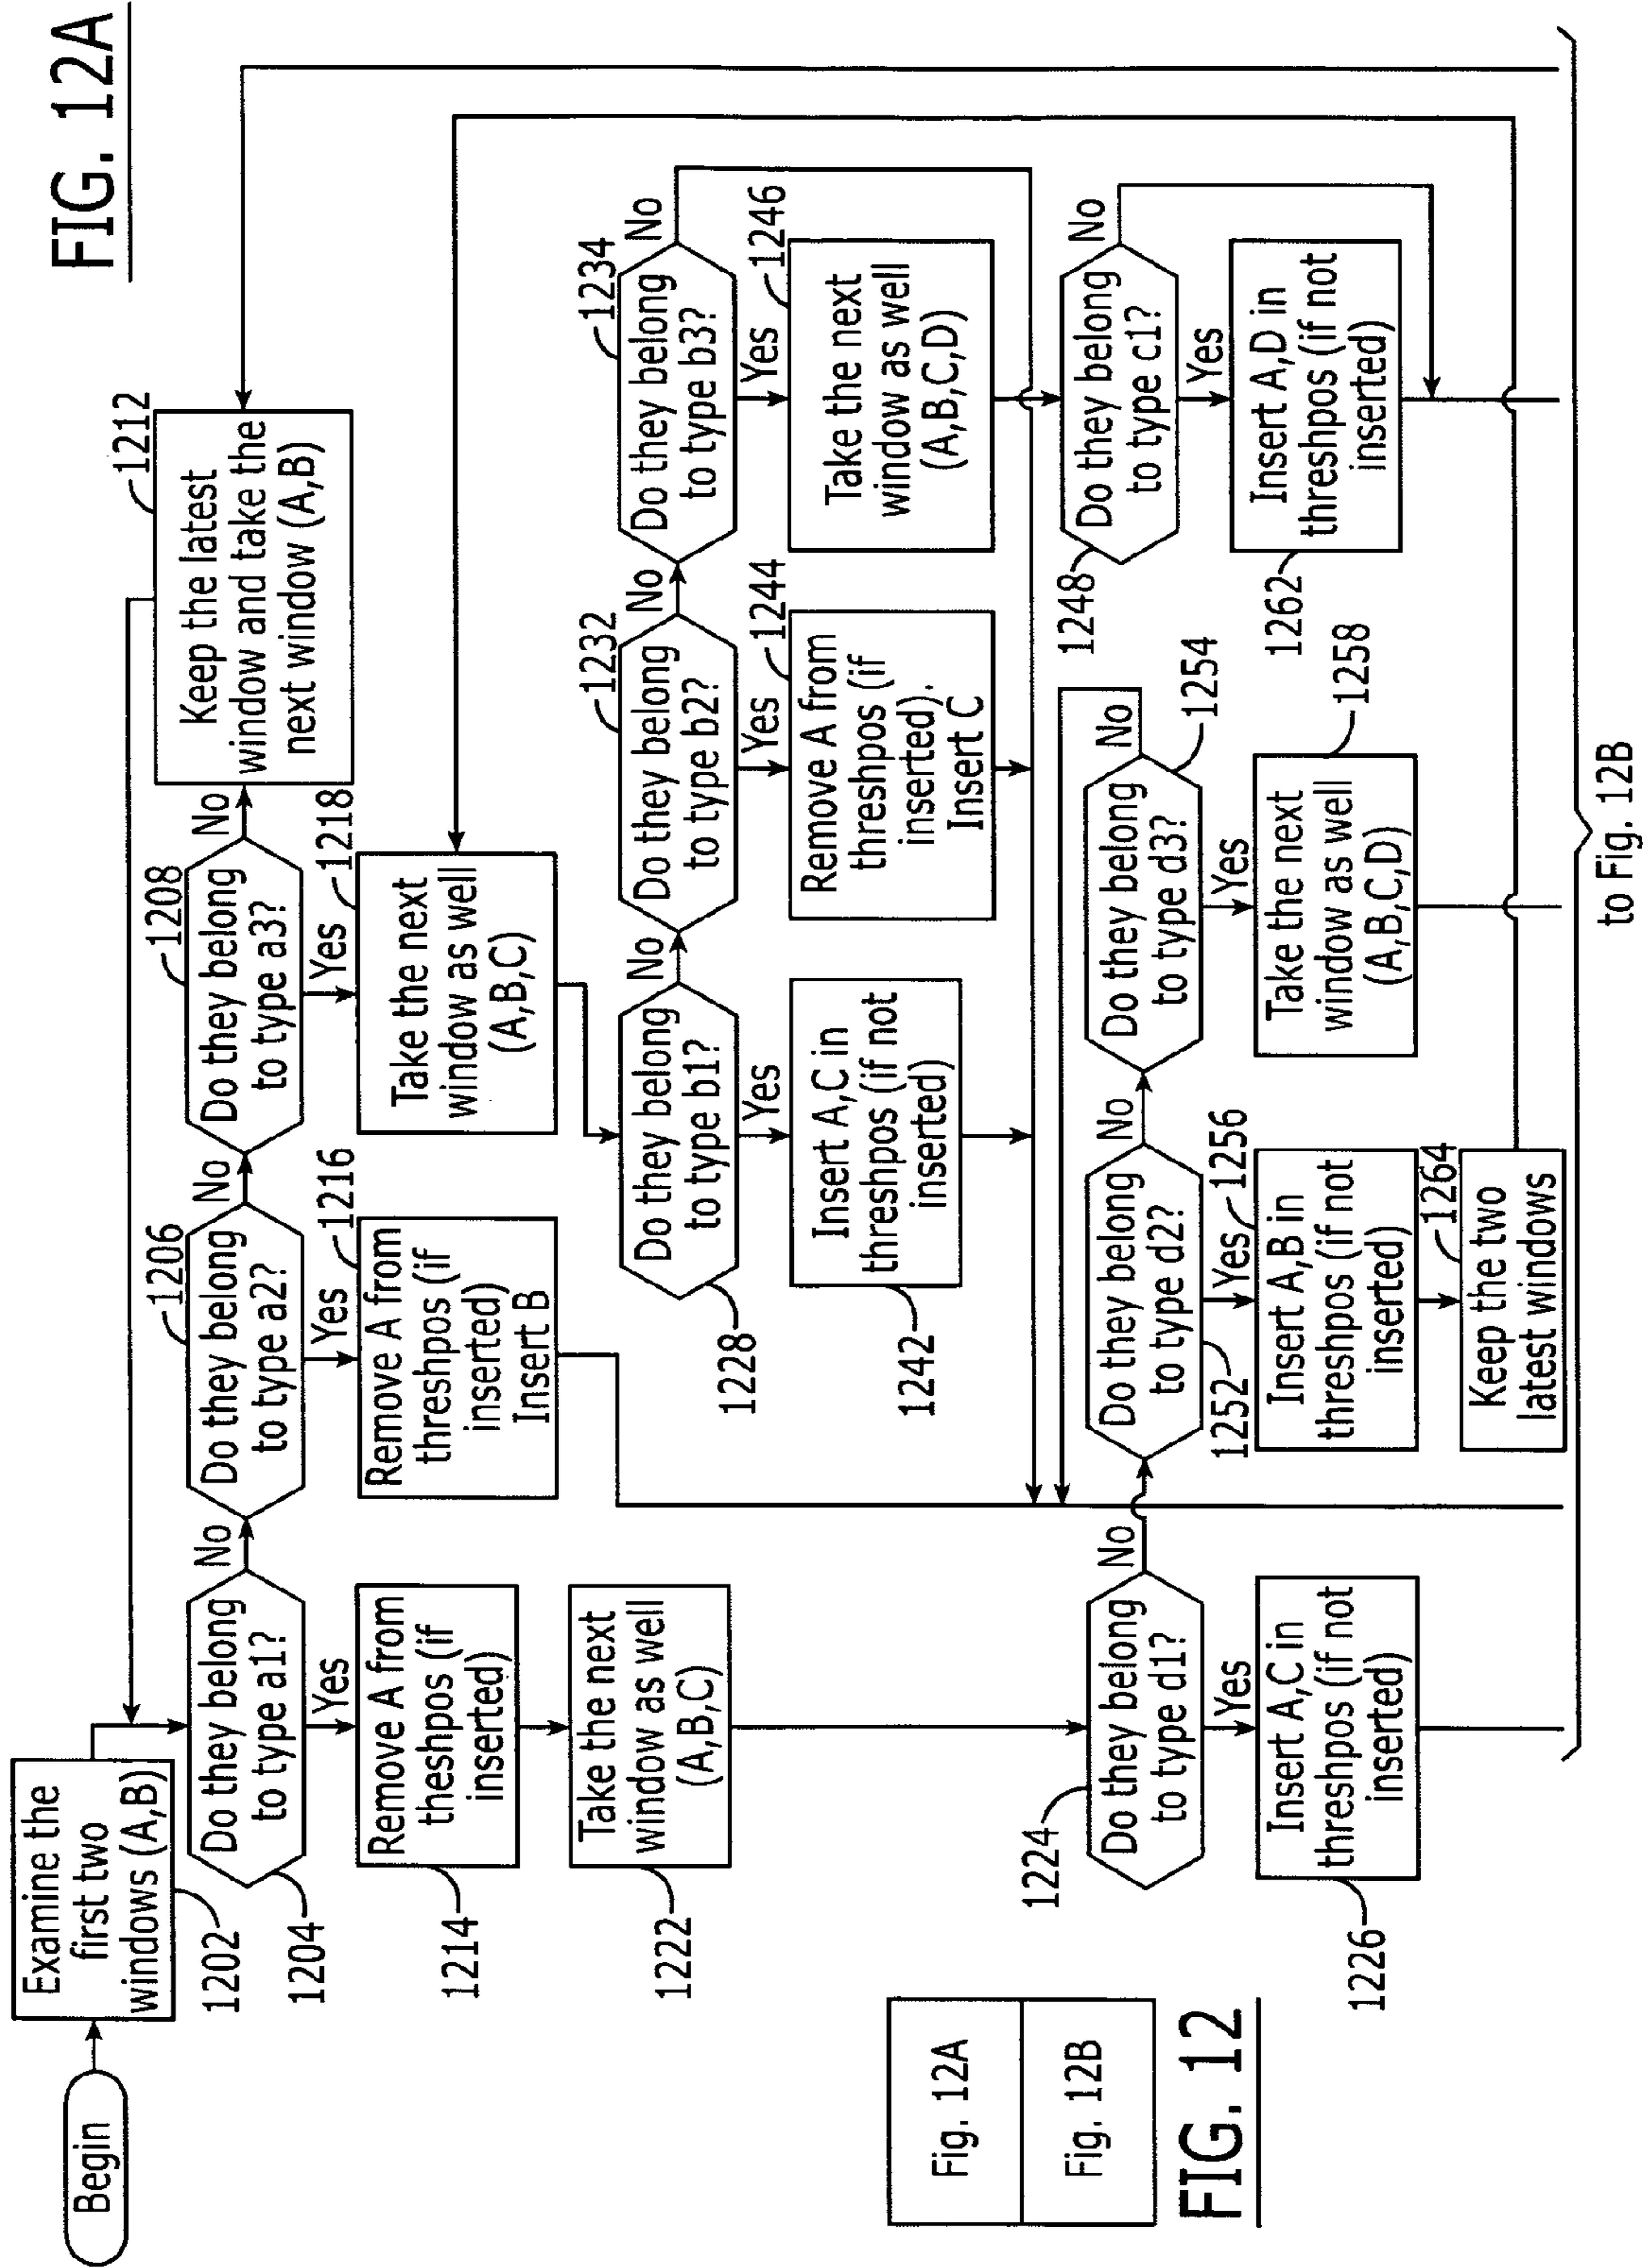 FIG. 12A
Begin
Examine the
first two
windows (A,B)
1202
Do they belong
to type a1?
1204
No
Yes
Do they belong
to type a2?
1206
No
Yes
Do they belong
to type a3?
1208
No
Yes
Keep the latest
window and take the
next window (A,B)
1212
Remove A from
theshpos (if
inserted)
1214
Remove A from
threshpos (if
inserted)
Insert B
1216
Take the next
window as well
(A,B,C)
1218
Take the next
window as well
(A,B,C)
1222
Do they belong
to type b1?
1228
No
Yes
Do they belong
to type b2?
1232
No
Yes
Do they belong
to type b3?
1234
No
Yes
Insert A,C in
threshpos (if not
inserted)
1242
Remove A from
threshpos (if
inserted).
Insert C
1244
Take the next
window as well
(A,B,C,D)
1246
Do they belong
to type d1?
1224
No
Yes
Do they belong
to type d2?
1252
No
Yes
Do they belong
to type d3?
1254
No
Yes
Do they belong
to type c1?
1248
No
Yes
Insert A,C in
threshpos (if not
inserted)
1226
Insert A,B in
threshpos (if not
inserted)
1256
Take the next
window as well
(A,B,C,D)
1258
Insert A,D in
threshpos (if not
inserted)
1262
Keep the two
latest windows
1264
to Fig. 12B
Fig. 12A
Fig. 12B
FIG. 12